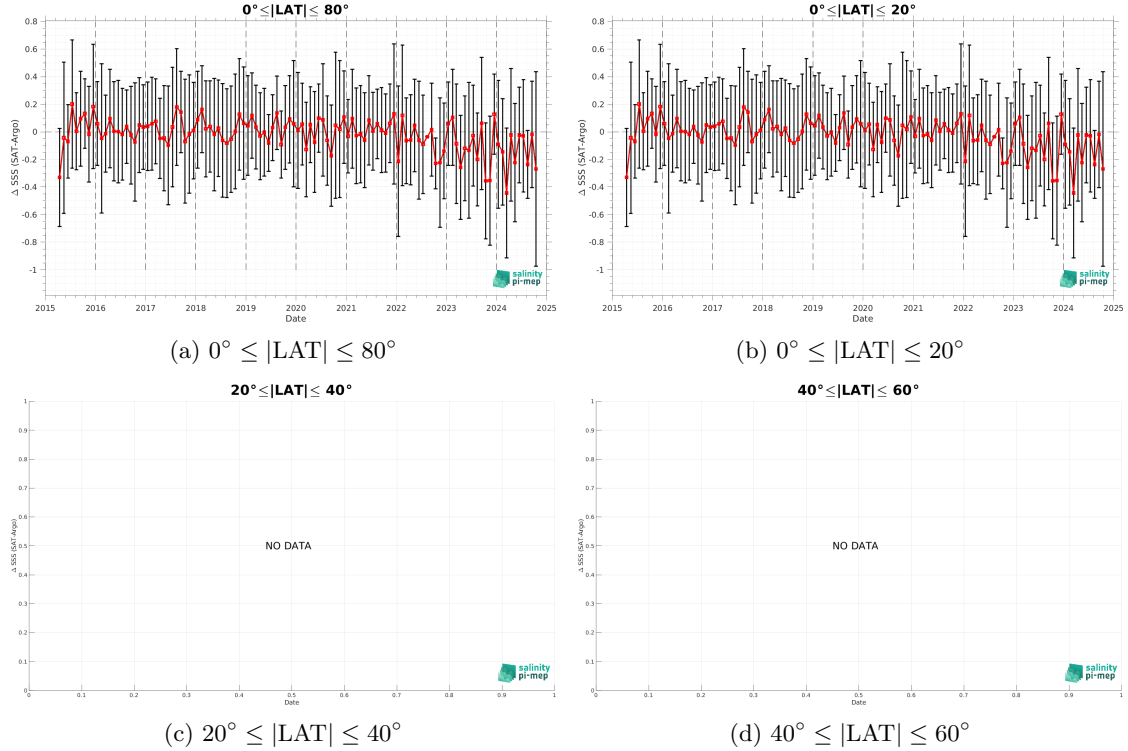 0°≤|LAT|≤ 80°
0.8
0.6
0.4
0.2
0
-0.2
-0.4
-0.6
-0.8
-1
Δ SSS (SAT-Argo)
2015 2016 2017 2018 2019 2020 2021 2022 2023 2024 2025
Date
salinity
pi-mep
(a) 0° ≤ |LAT| ≤ 80°
0°≤|LAT|≤ 20°
0.8
0.6
0.4
0.2
0
-0.2
-0.4
-0.6
-0.8
-1
Δ SSS (SAT-Argo)
2015 2016 2017 2018 2019 2020 2021 2022 2023 2024 2025
Date
salinity
pi-mep
(b) 0° ≤ |LAT| ≤ 20°
20°≤|LAT|≤ 40°
1
0.9
0.8
0.7
0.6
0.5
0.4
0.3
0.2
0.1
0
Δ SSS (SAT-Argo)
NO DATA
0 0.1 0.2 0.3 0.4 0.5 0.6 0.7 0.8 0.9 1
Date
salinity
pi-mep
(c) 20° ≤ |LAT| ≤ 40°
40°≤|LAT|≤ 60°
1
0.9
0.8
0.7
0.6
0.5
0.4
0.3
0.2
0.1
0
Δ SSS (SAT-Argo)
NO DATA
0 0.1 0.2 0.3 0.4 0.5 0.6 0.7 0.8 0.9 1
Date
salinity
pi-mep
(d) 40° ≤ |LAT| ≤ 60°